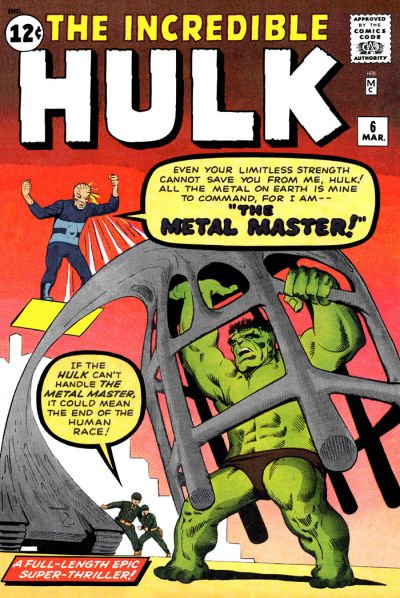 IND.
12¢
THE INCREDIBLE
HULK
APPROVED
BY THE
COMICS
CODE
AUTHORITY
MC
6
MAR.
EVEN YOUR LIMITLESS STRENGTH
CANNOT SAVE YOU FROM ME, HULK!
ALL THE METAL ON EARTH IS MINE
TO COMMAND, FOR I AM--
"THE
METAL MASTER!"
IF THE
HULK CAN'T
HANDLE THE
METAL MASTER,
IT COULD MEAN
THE END OF THE
HUMAN
RACE!
A FULL-LENGTH EPIC
SUPER-THRILLER!